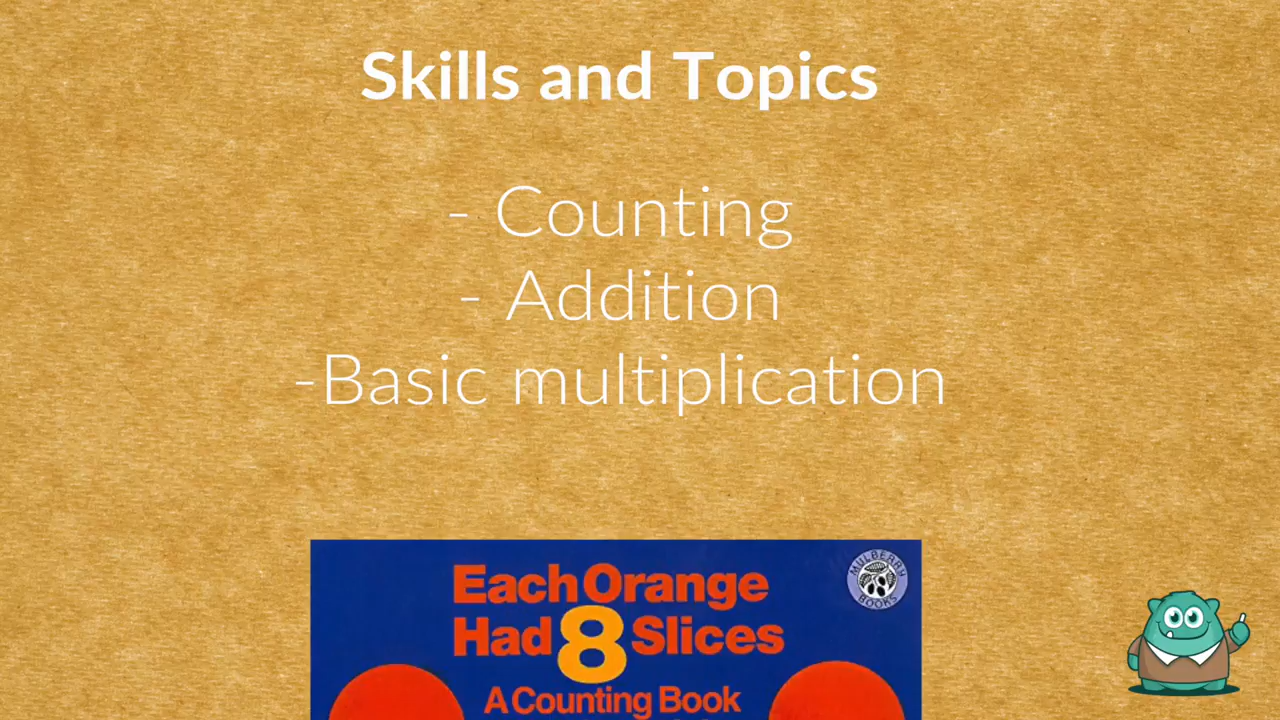 Skills and Topics
- Counting
- Addition
-Basic multiplication
Each Orange
Had 8 Slices
A Counting Book
MULBERRY
BOOKS